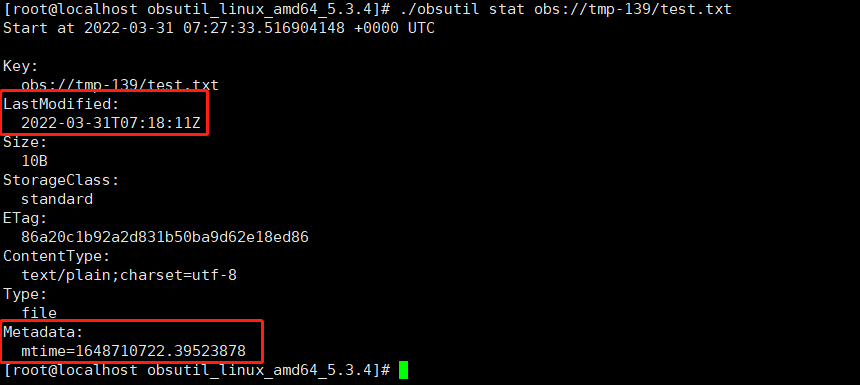 [root@localhost obsutil_linux_amd64_5.3.4]# ./obsutil stat obs://tmp-139/test.txt
Start at 2022-03-31 07:27:33.516904148 +0000 UTC
Key:
obs://tmp-139/test.txt
LastModified:
2022-03-31T07:18:11Z
Size:
10B
StorageClass:
standard
ETag:
86a20c1b92a2d831b50ba9d62e18ed86
ContentType:
text/plain;charset=utf-8
Type:
file
Metadata:
mtime=1648710722.39523878
[root@localhost obsutil_linux_amd64_5.3.4]#